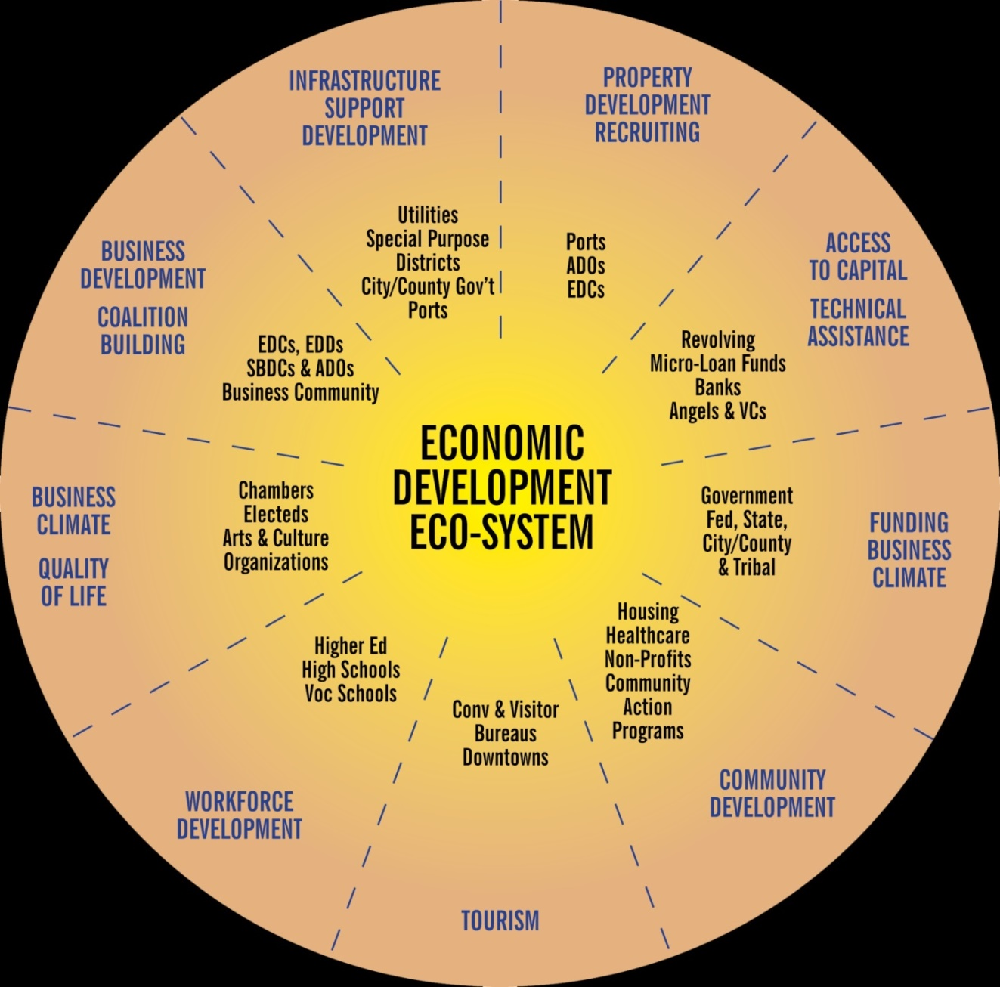 INFRASTRUCTURE
SUPPORT
DEVELOPMENT
Utilities
Special Purpose
Districts
City/County Gov't
Ports
PROPERTY
DEVELOPMENT
RECRUITING
Ports
ADOs
EDCs
ACCESS
TO CAPITAL
TECHNICAL
ASSISTANCE
Revolving
Micro-Loan Funds
Banks
Angels & VCs
FUNDING
BUSINESS
CLIMATE
Government
Fed, State,
City/County
& Tribal
COMMUNITY
DEVELOPMENT
Housing
Healthcare
Non-Profits
Community
Action
Programs
TOURISM
Conv & Visitor
Bureaus
Downtowns
WORKFORCE
DEVELOPMENT
Higher Ed
High Schools
Voc Schools
BUSINESS
CLIMATE
QUALITY
OF LIFE
Chambers
Electeds
Arts & Culture
Organizations
BUSINESS
DEVELOPMENT
COALITION
BUILDING
EDCs, EDDs
SBDCs & ADOs
Business Community
ECONOMIC
DEVELOPMENT
ECO-SYSTEM